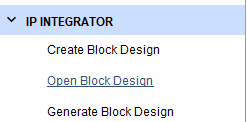 IP INTEGRATOR
Create Block Design
Open Block Design
Generate Block Design